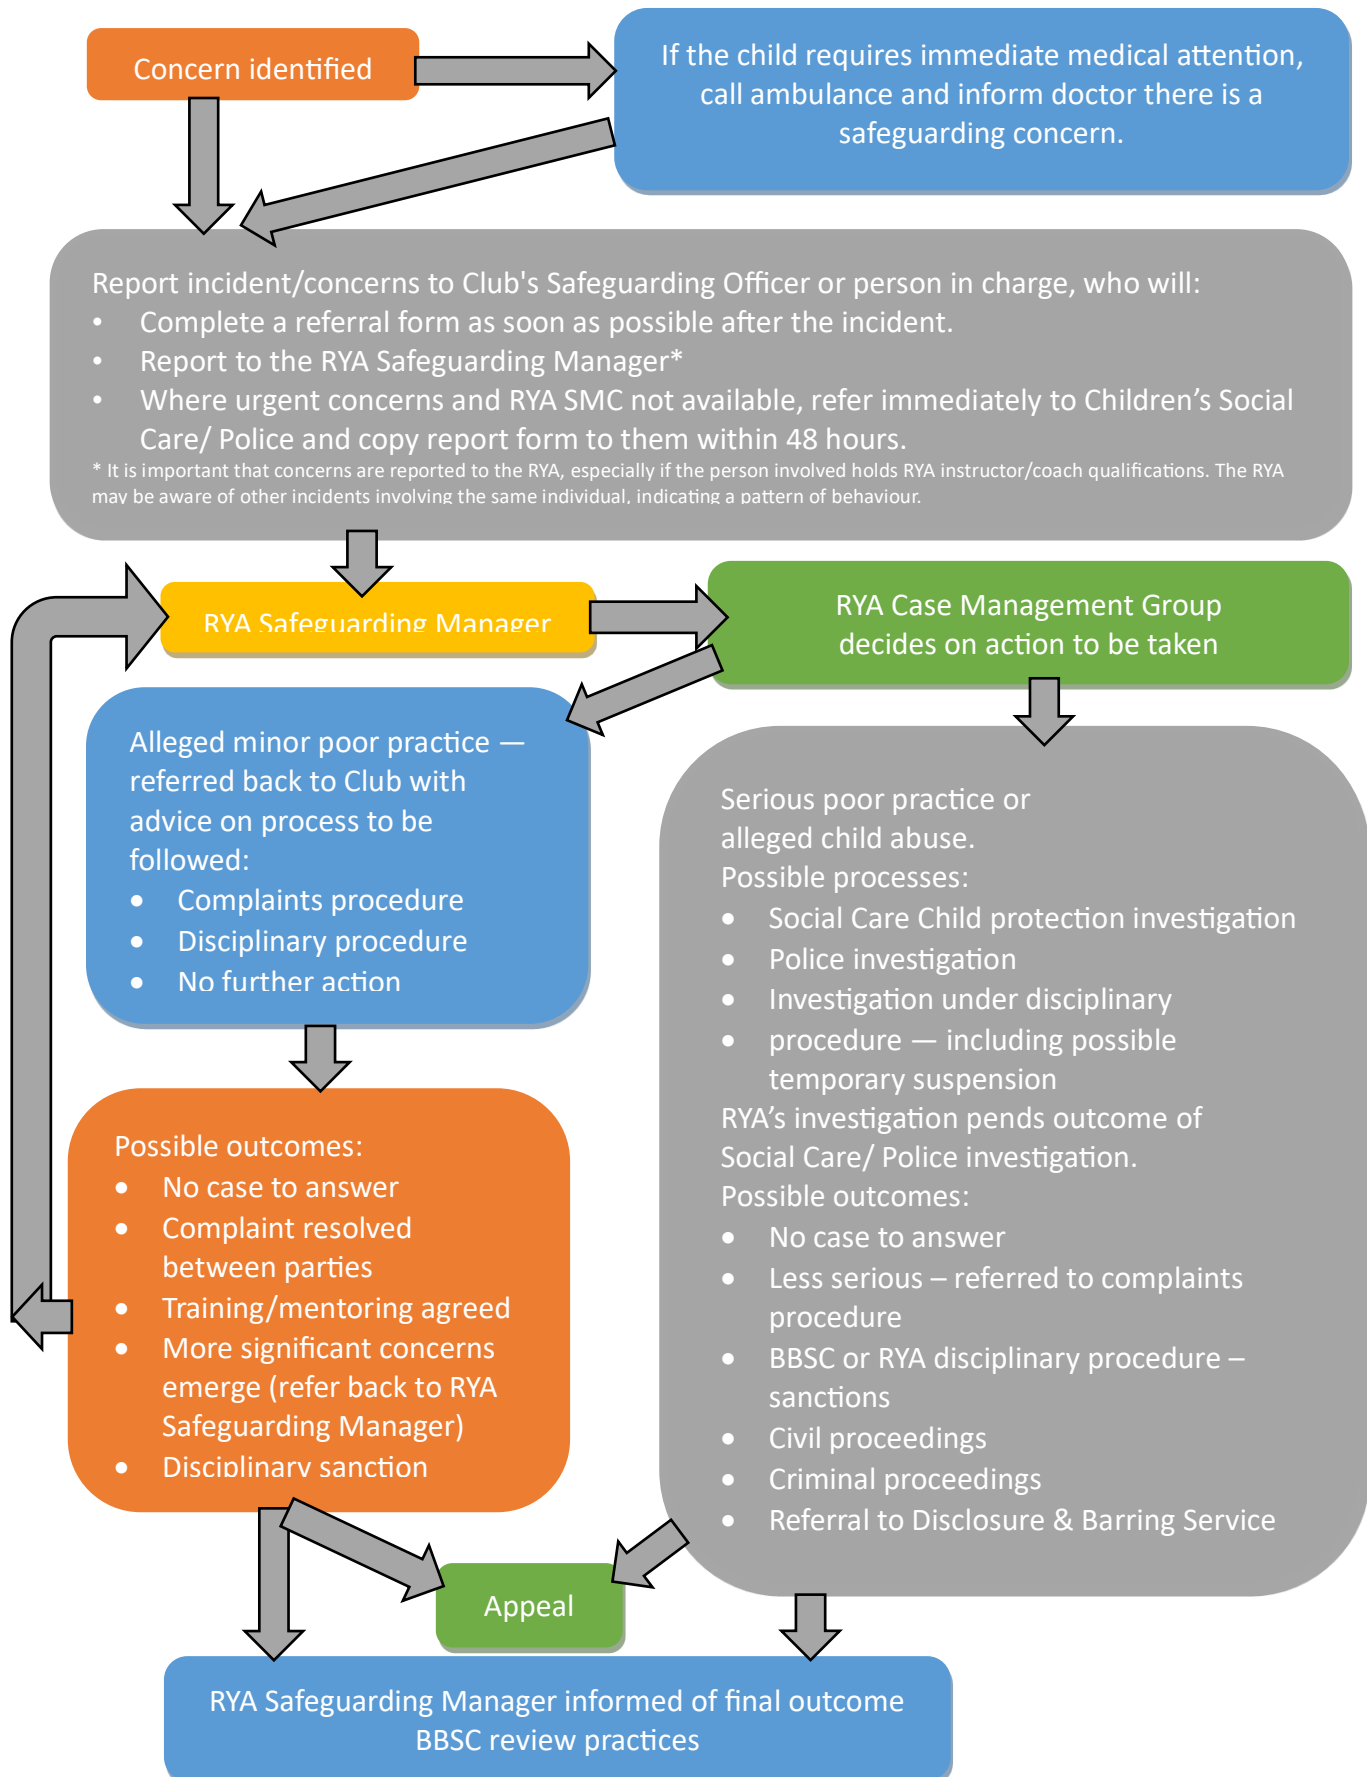 Concern identified
If the child requires immediate medical attention,
call ambulance and inform doctor there is a
safeguarding concern.
Report incident/concerns to Club's Safeguarding Officer or person in charge, who will:
• Complete a referral form as soon as possible after the incident.
• Report to the RYA Safeguarding Manager*
• Where urgent concerns and RYA SMC not available, refer immediately to Children’s Social
Care/ Police and copy report form to them within 48 hours.
* It is important that concerns are reported to the RYA, especially if the person involved holds RYA instructor/coach qualifications. The RYA
may be aware of other incidents involving the same individual, indicating a pattern of behaviour.
RYA Safeguarding Manager
RYA Case Management Group
decides on action to be taken
Alleged minor poor practice —
referred back to Club with
advice on process to be
followed:
• Complaints procedure
• Disciplinary procedure
• No further action
Serious poor practice or
alleged child abuse.
Possible processes:
• Social Care Child protection investigation
• Police investigation
• Investigation under disciplinary
• procedure — including possible
temporary suspension
RYA’s investigation pends outcome of
Social Care/ Police investigation.
Possible outcomes:
• No case to answer
• Less serious – referred to complaints
procedure
• BBSC or RYA disciplinary procedure –
sanctions
• Civil proceedings
• Criminal proceedings
• Referral to Disclosure & Barring Service
Possible outcomes:
• No case to answer
• Complaint resolved
between parties
• Training/mentoring agreed
• More significant concerns
emerge (refer back to RYA
Safeguarding Manager)
• Disciplinary sanction
Appeal
RYA Safeguarding Manager informed of final outcome
BBSC review practices